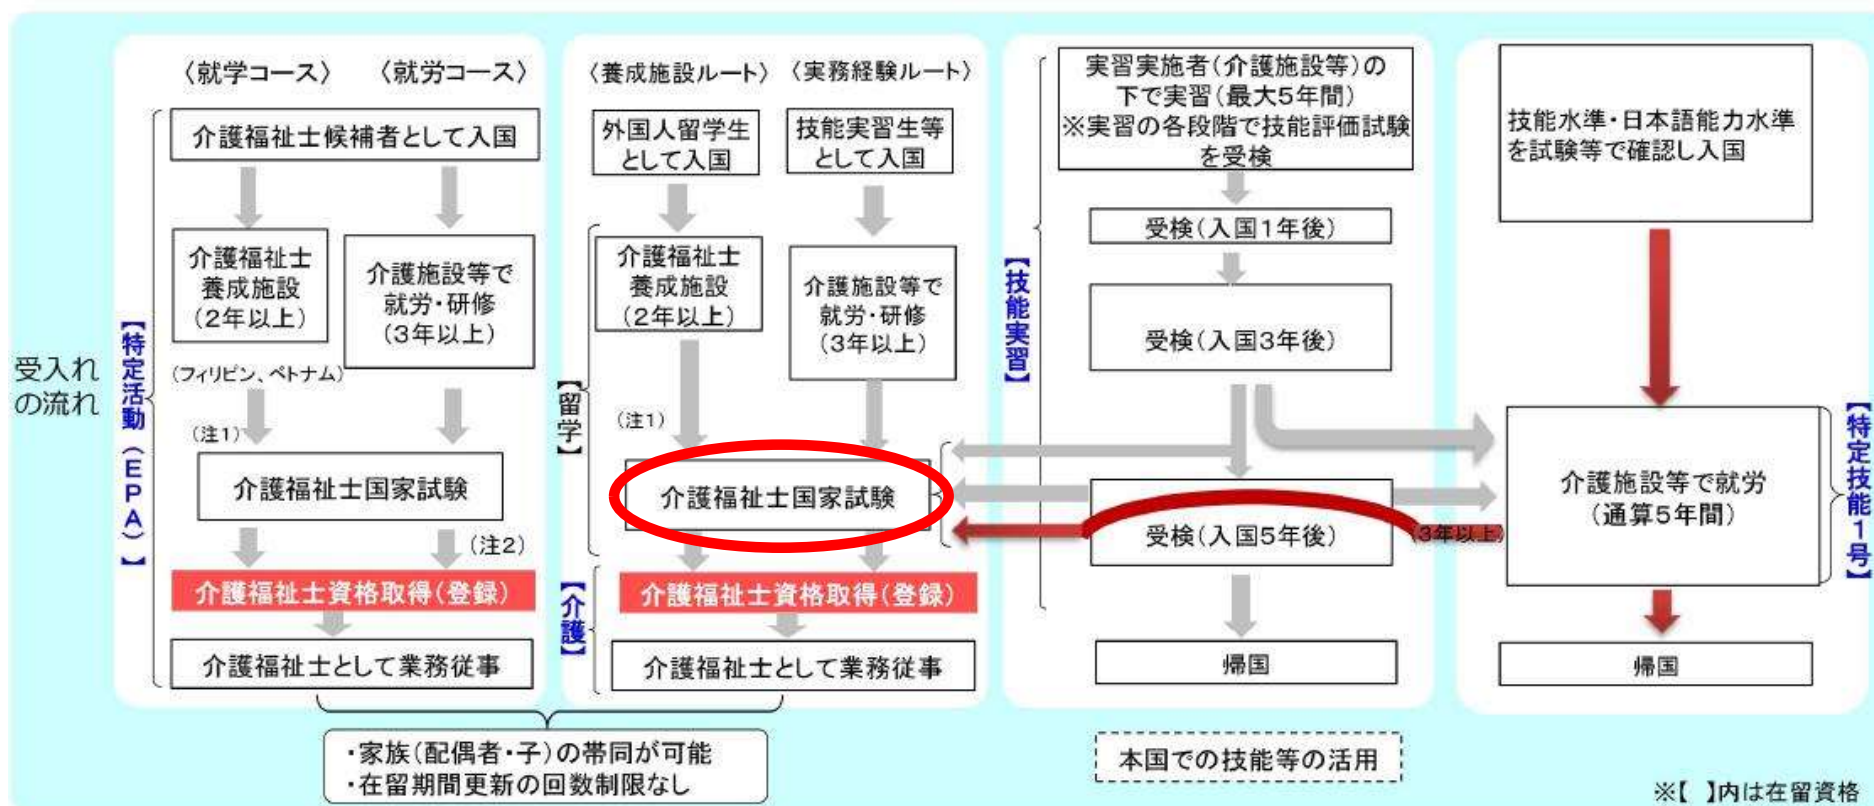 受入れ
の流れ
【特定活動（EPA）】
〈就学コース〉
〈就労コース〉
介護福祉士候補者として入国
介護福祉士
養成施設
（2年以上）
介護施設等で
就労・研修
（3年以上）
（フィリピン、ベトナム）
（注1）
介護福祉士国家試験
（注2）
介護福祉士資格取得（登録）
介護福祉士として業務従事
【留学】
【介護】
〈養成施設ルート〉
〈実務経験ルート〉
外国人留学生
として入国
技能実習生等
として入国
介護福祉士
養成施設
（2年以上）
介護施設等で
就労・研修
（3年以上）
（注1）
介護福祉士国家試験
介護福祉士資格取得（登録）
介護福祉士として業務従事
・家族（配偶者・子）の帯同が可能
・在留期間更新の回数制限なし
【技能実習】
実習実施者（介護施設等）の
下で実習（最大5年間）
※実習の各段階で技能評価試験
を受検
受検（入国1年後）
受検（入国3年後）
受検（入国5年後）
帰国
本国での技能等の活用
技能水準・日本語能力水準
を試験等で確認し入国
（3年以上）
介護施設等で就労
（通算5年間）
【特定技能1号】
帰国
※【 】内は在留資格